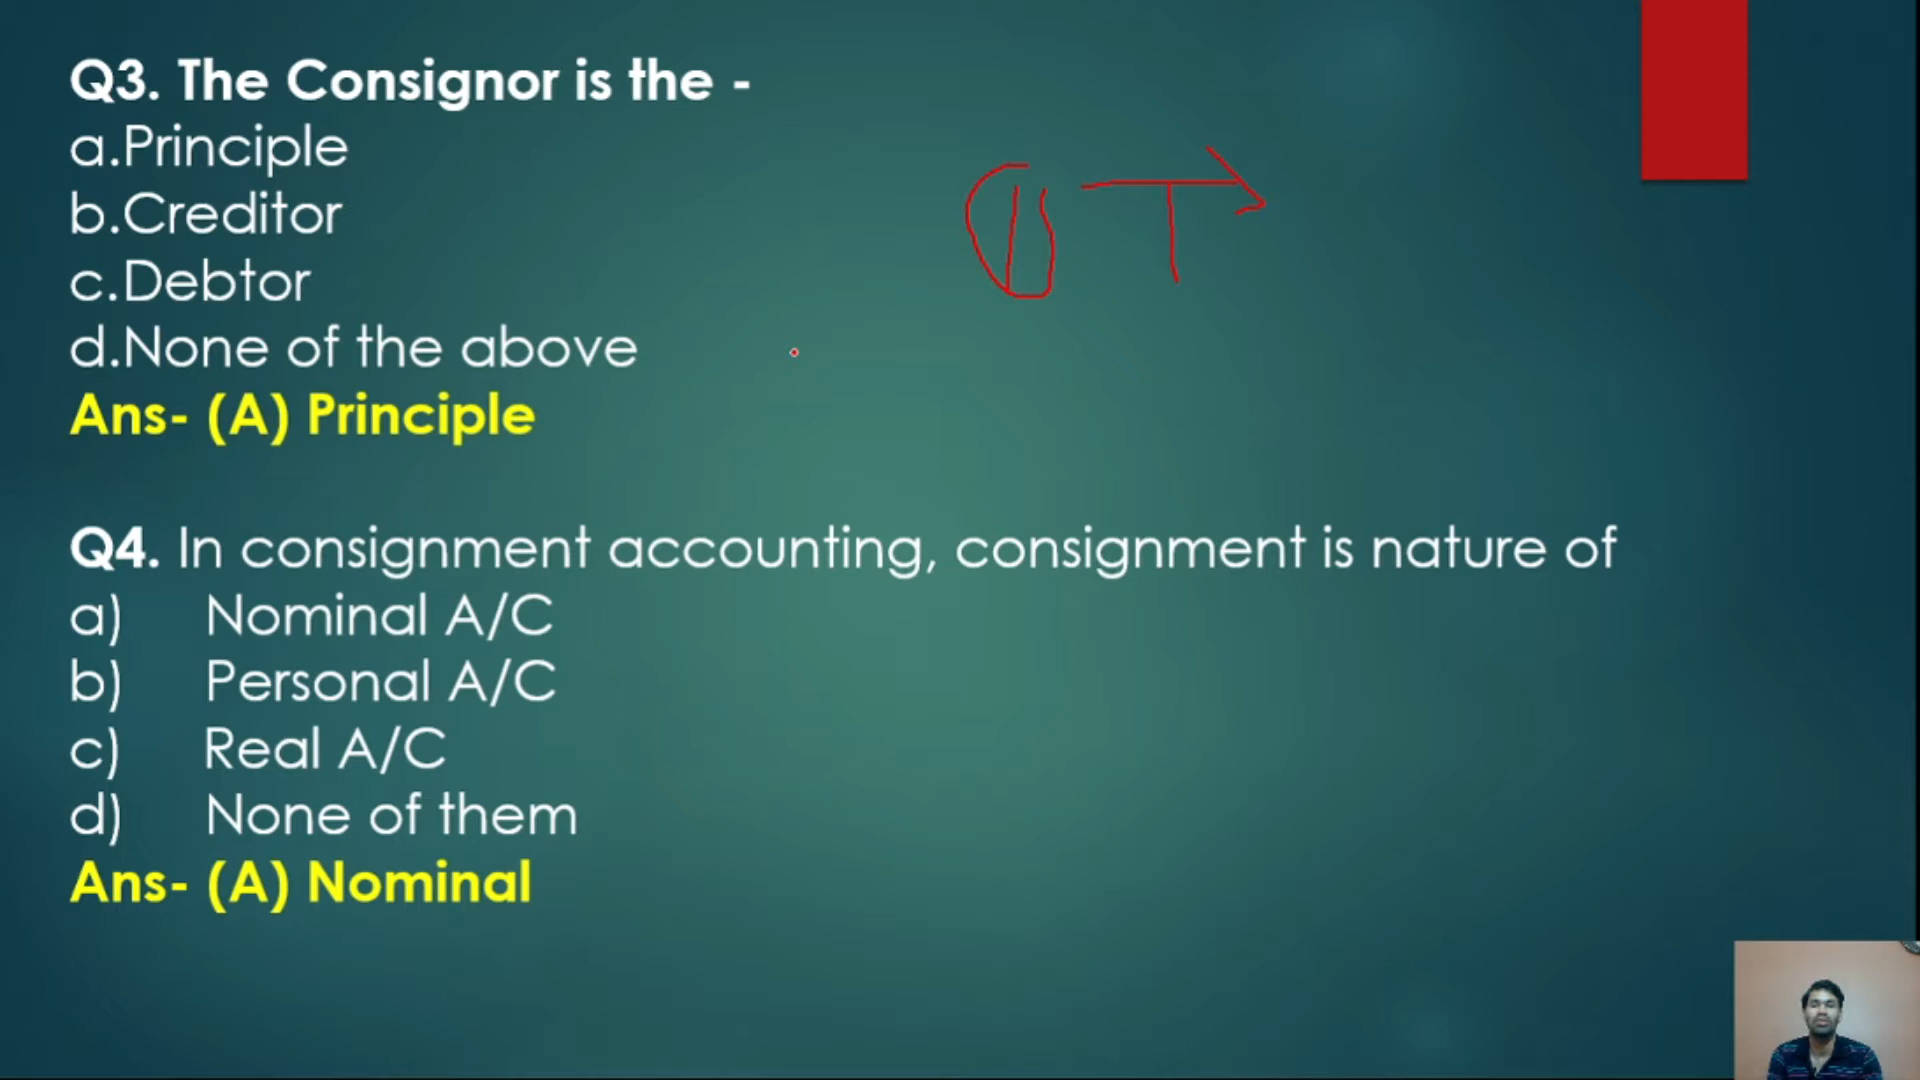 Q3. The Consignor is the -
a.Principle
b.Creditor
c.Debtor
d.None of the above
Ans- (A) Principle
Q4. In consignment accounting, consignment is nature of
a) Nominal A/C
b) Personal A/C
c) Real A/C
d) None of them
Ans- (A) Nominal